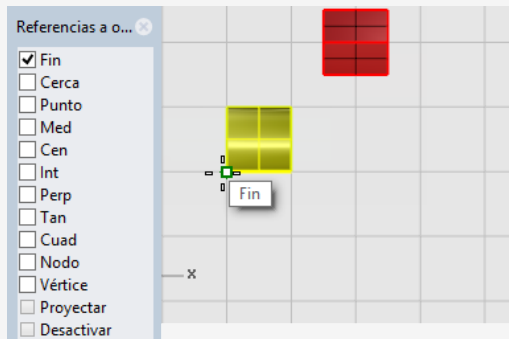 Referencias a o...
Fin
Cerca
Punto
Med
Cen
Int
Perp
Tan
Cuad
Nodo
Vértice
Proyectar
Desactivar
Fin
x